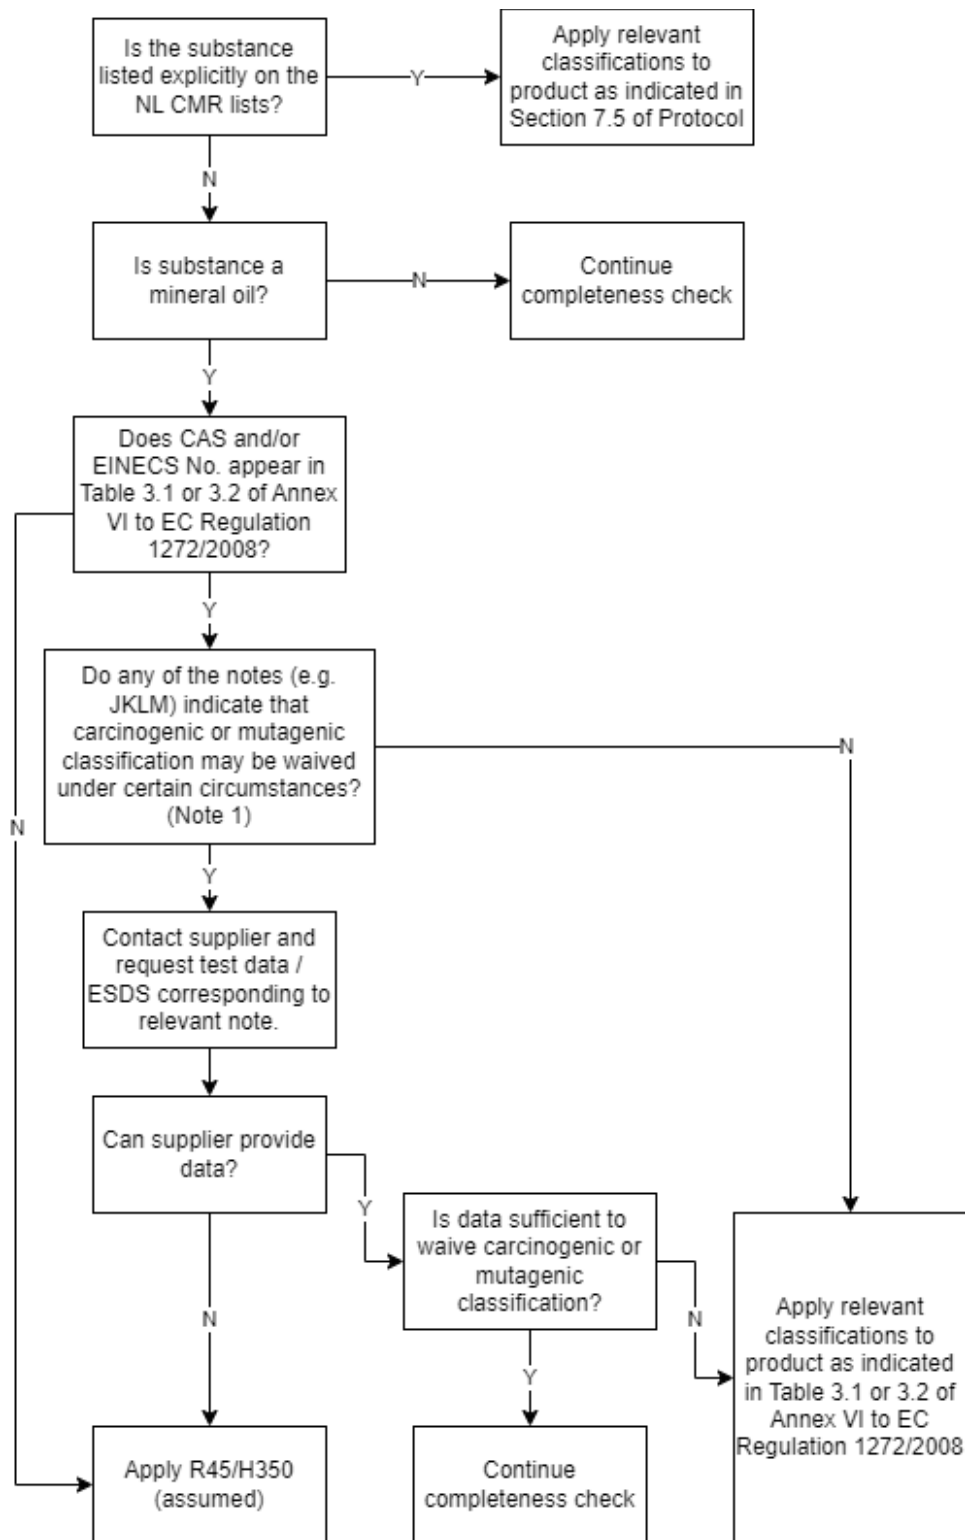 Is the substance
listed explicitly on the
NL CMR lists?
Y
Apply relevant
classifications to
product as indicated in
Section 7.5 of Protocol
N
Is substance a
mineral oil?
N
Continue
completeness check
Y
Does CAS and/or
EINECS No. appear in
Table 3.1 or 3.2 of Annex
VI to EC Regulation
1272/2008?
N
Y
Do any of the notes (e.g.
JKLM) indicate that
carcinogenic or mutagenic
classification may be waived
under certain circumstances?
(Note 1)
N
Y
Contact supplier and
request test data /
ESDS corresponding to
relevant note.
Can supplier provide
data?
Y
Is data sufficient to
waive carcinogenic or
mutagenic
classification?
N
N
Y
Apply relevant
classifications to
product as indicated
in Table 3.1 or 3.2 of
Annex VI to EC
Regulation 1272/2008
Apply R45/H350
(assumed)
Continue
completeness check